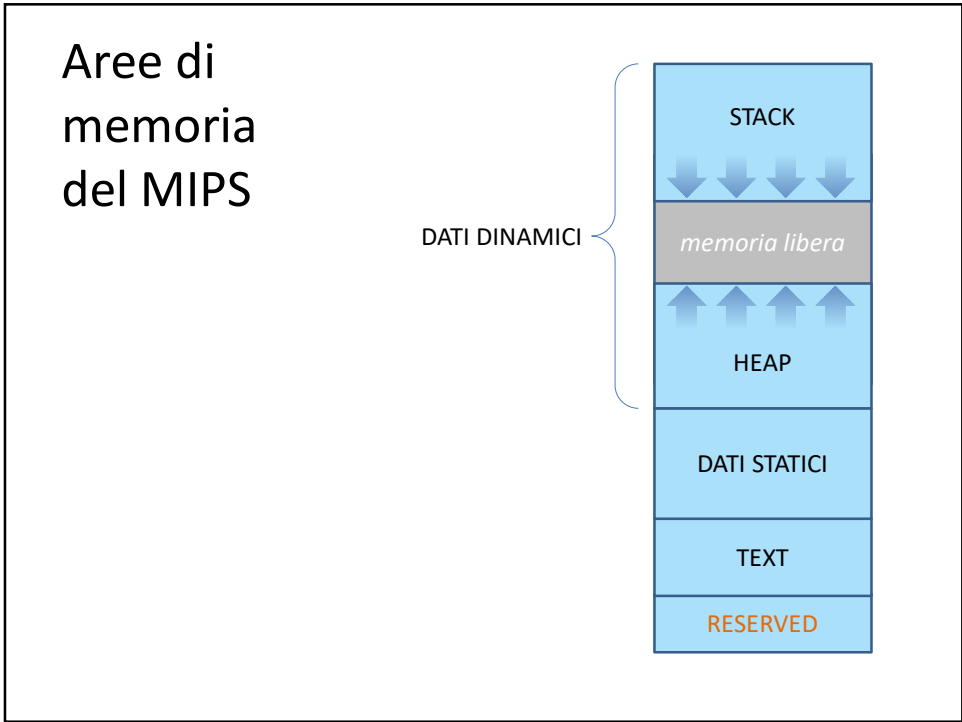 Aree di
memoria
del MIPS
STACK
DATI DINAMICI
memoria libera
HEAP
DATI STATICI
TEXT
RESERVED